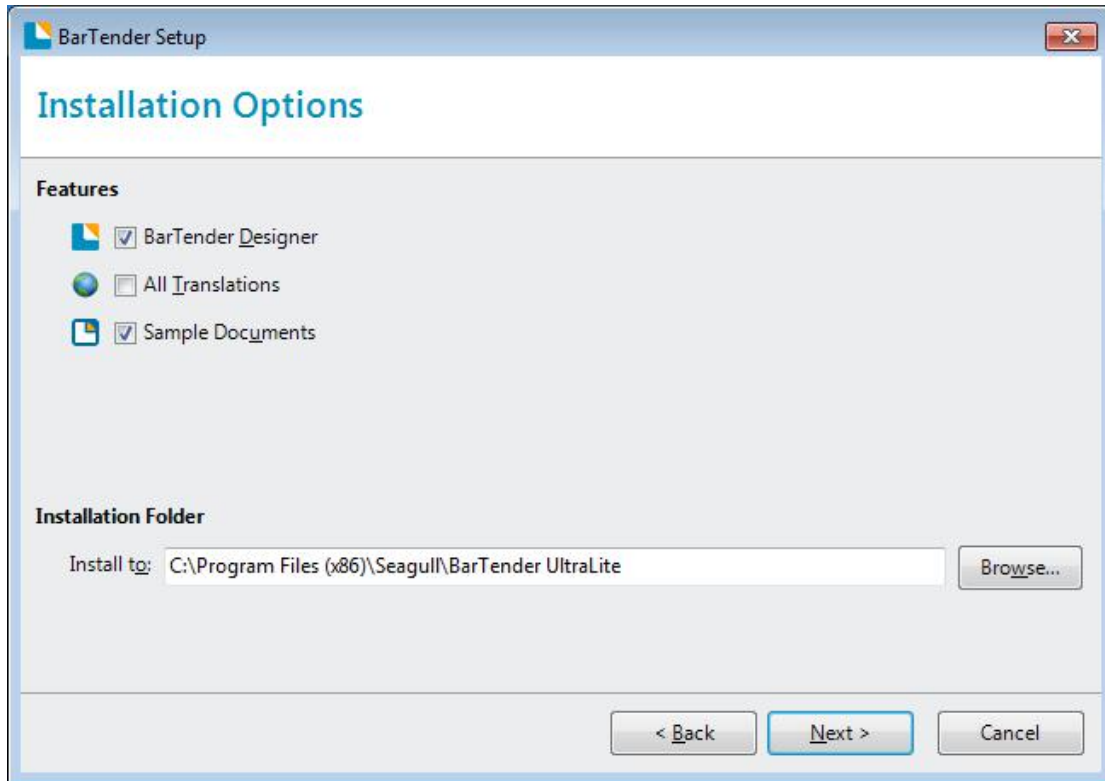 BarTender Setup
Installation Options
Features
BarTender Designer
All Translations
Sample Documents
Installation Folder
Install to: C:\Program Files (x86)\Seagull\BarTender UltraLite Browse...
< Back Next > Cancel